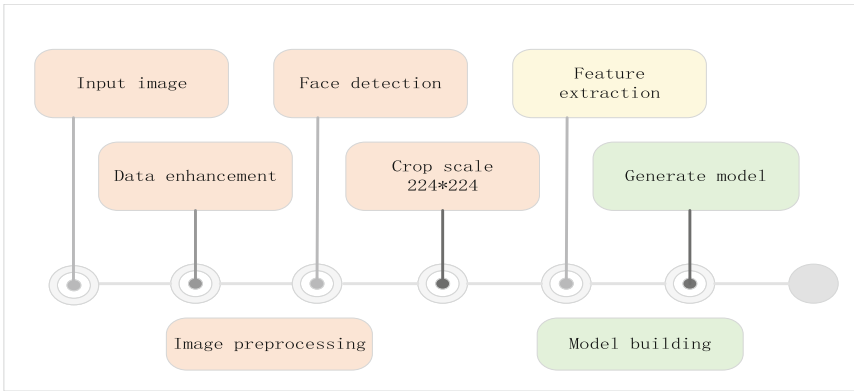 Input image
Face detection
Feature
extraction
Data enhancement
Crop scale
224*224
Generate model
Image preprocessing
Model building